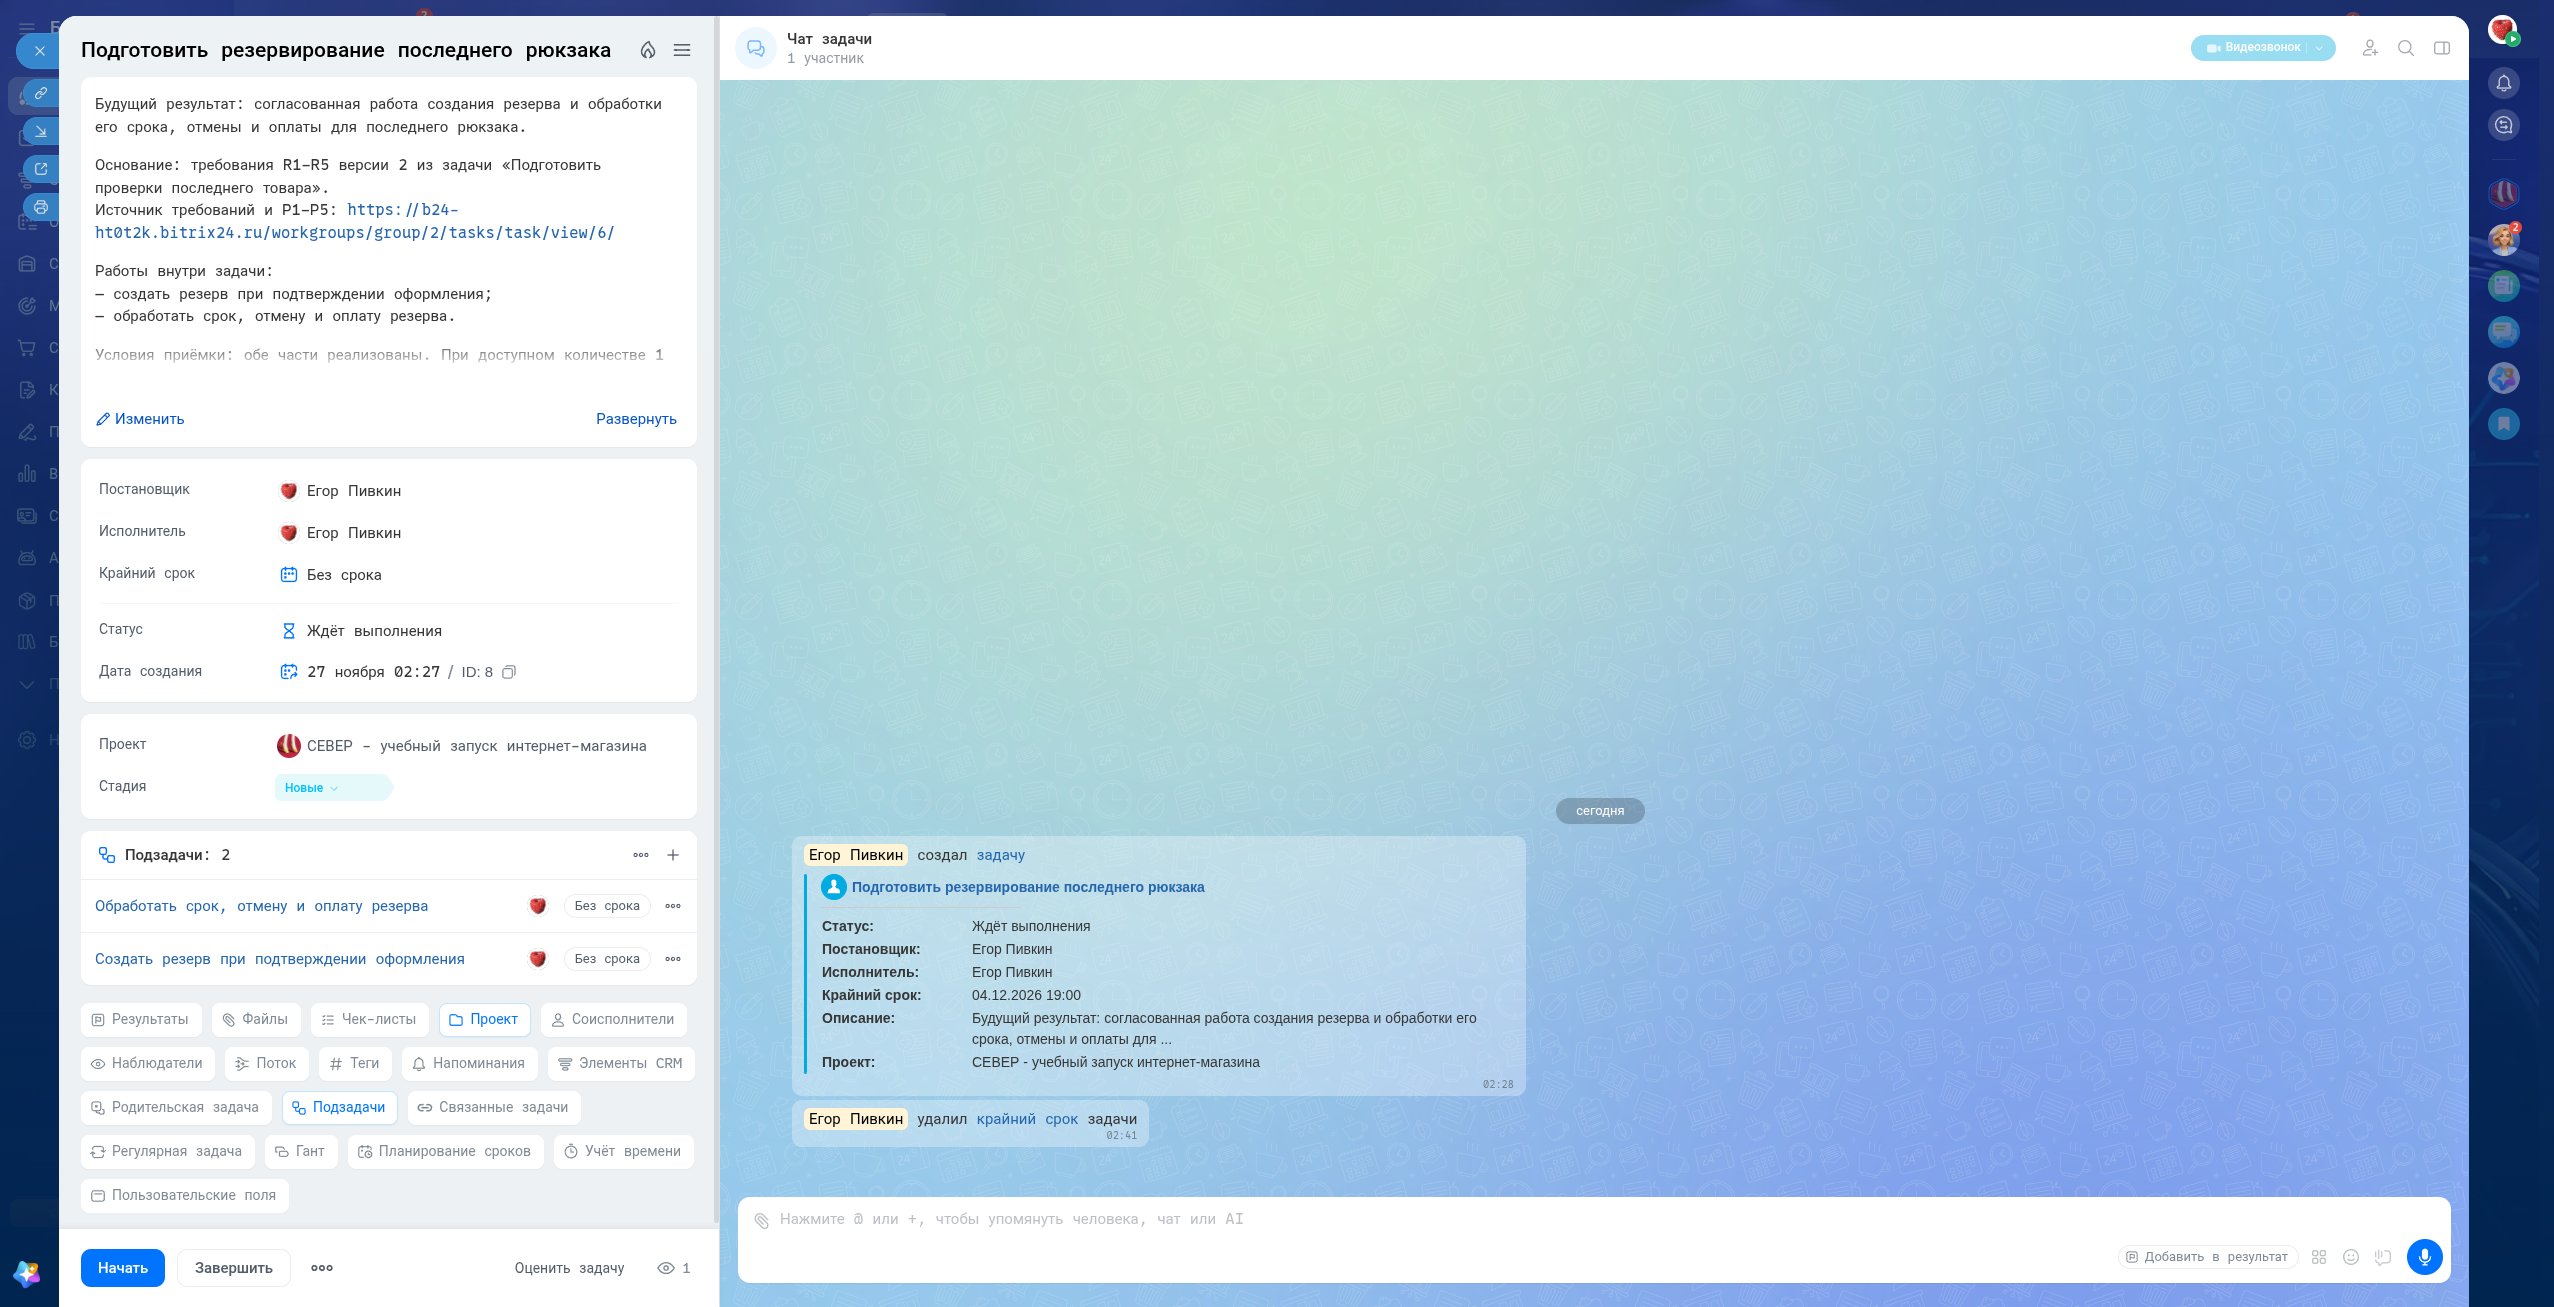 Подготовить резервирование последнего рюкзака
Будущий результат: согласованная работа создания резерва и обработки
его срока, отмены и оплаты для последнего рюкзака.
Основание: требования R1–R5 версии 2 из задачи «Подготовить
проверки последнего товара».
Источник требований и P1–P5: https://b24-
ht0t2k.bitrix24.ru/workgroups/group/2/tasks/task/view/6/
Работы внутри задачи:
– создать резерв при подтверждении оформления;
– обработать срок, отмену и оплату резерва.
Условия приёмки: обе части реализованы. При доступном количестве 1
Изменить
Развернуть
Постановщик
Егор Пивкин
Исполнитель
Егор Пивкин
Крайний срок
Без срока
Статус
Ждёт выполнения
Дата создания
27 ноября 02:27 / ID: 8
Проект
СЕВЕР - учебный запуск интернет-магазина
Стадия
Новые
Подзадачи: 2
Обработать срок, отмену и оплату резерва
Без срока
Создать резерв при подтверждении оформления
Без срока
Результаты
Файлы
Чек-листы
Проект
Соисполнители
Наблюдатели
Поток
Теги
Напоминания
Элементы CRM
Родительская задача
Подзадачи
Связанные задачи
Регулярная задача
Гант
Планирование сроков
Учёт времени
Пользовательские поля
Начать
Завершить
Оценить задачу
1
Чат задачи
1 участник
Видеозвонок
сегодня
Егор Пивкин создал задачу
Подготовить резервирование последнего рюкзака
Статус: Ждёт выполнения
Постановщик: Егор Пивкин
Исполнитель: Егор Пивкин
Крайний срок: 04.12.2026 19:00
Описание: Будущий результат: согласованная работа создания резерва и обработки его
срока, отмены и оплаты для ...
Проект: СЕВЕР - учебный запуск интернет-магазина
02:28
Егор Пивкин удалил крайний срок задачи
02:41
Нажмите @ или +, чтобы упомянуть человека, чат или AI
Добавить в результат
2